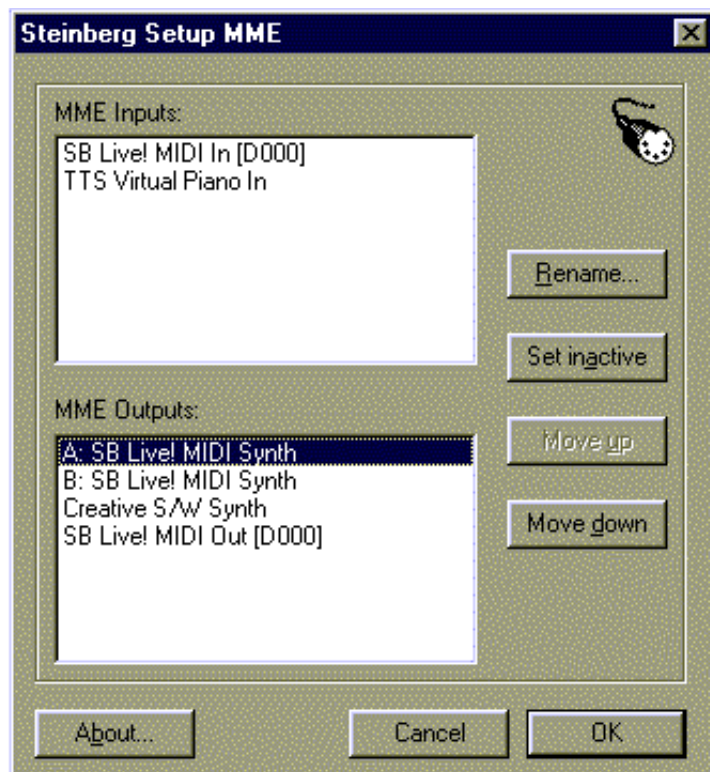 Steinberg Setup MME
MME Inputs:
SB Live! MIDI In [D000]
TTS Virtual Piano In
Rename...
Set inactive
MME Outputs:
Move up
A: SB Live! MIDI Synth
B: SB Live! MIDI Synth
Creative S/W Synth
SB Live! MIDI Out [D000]
Move down
About...
Cancel
OK